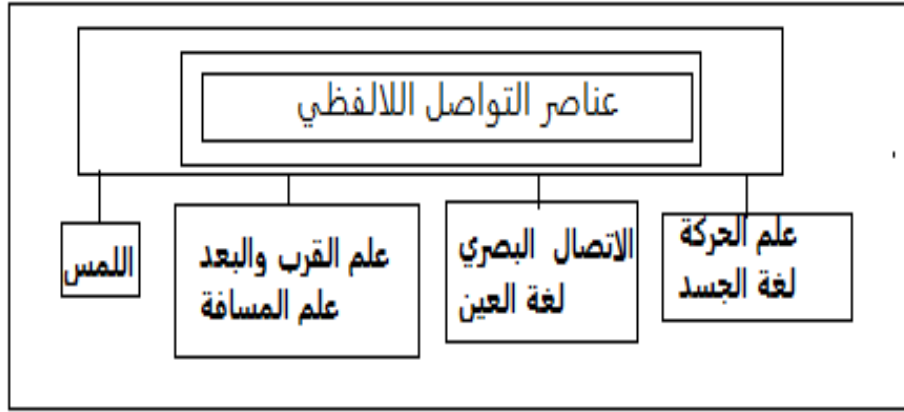 عناصر التواصل اللالفظي
علم الحركة
لغة الجسد
الاتصال البصري
لغة العين
علم القرب والبعد
علم المسافة
اللمس